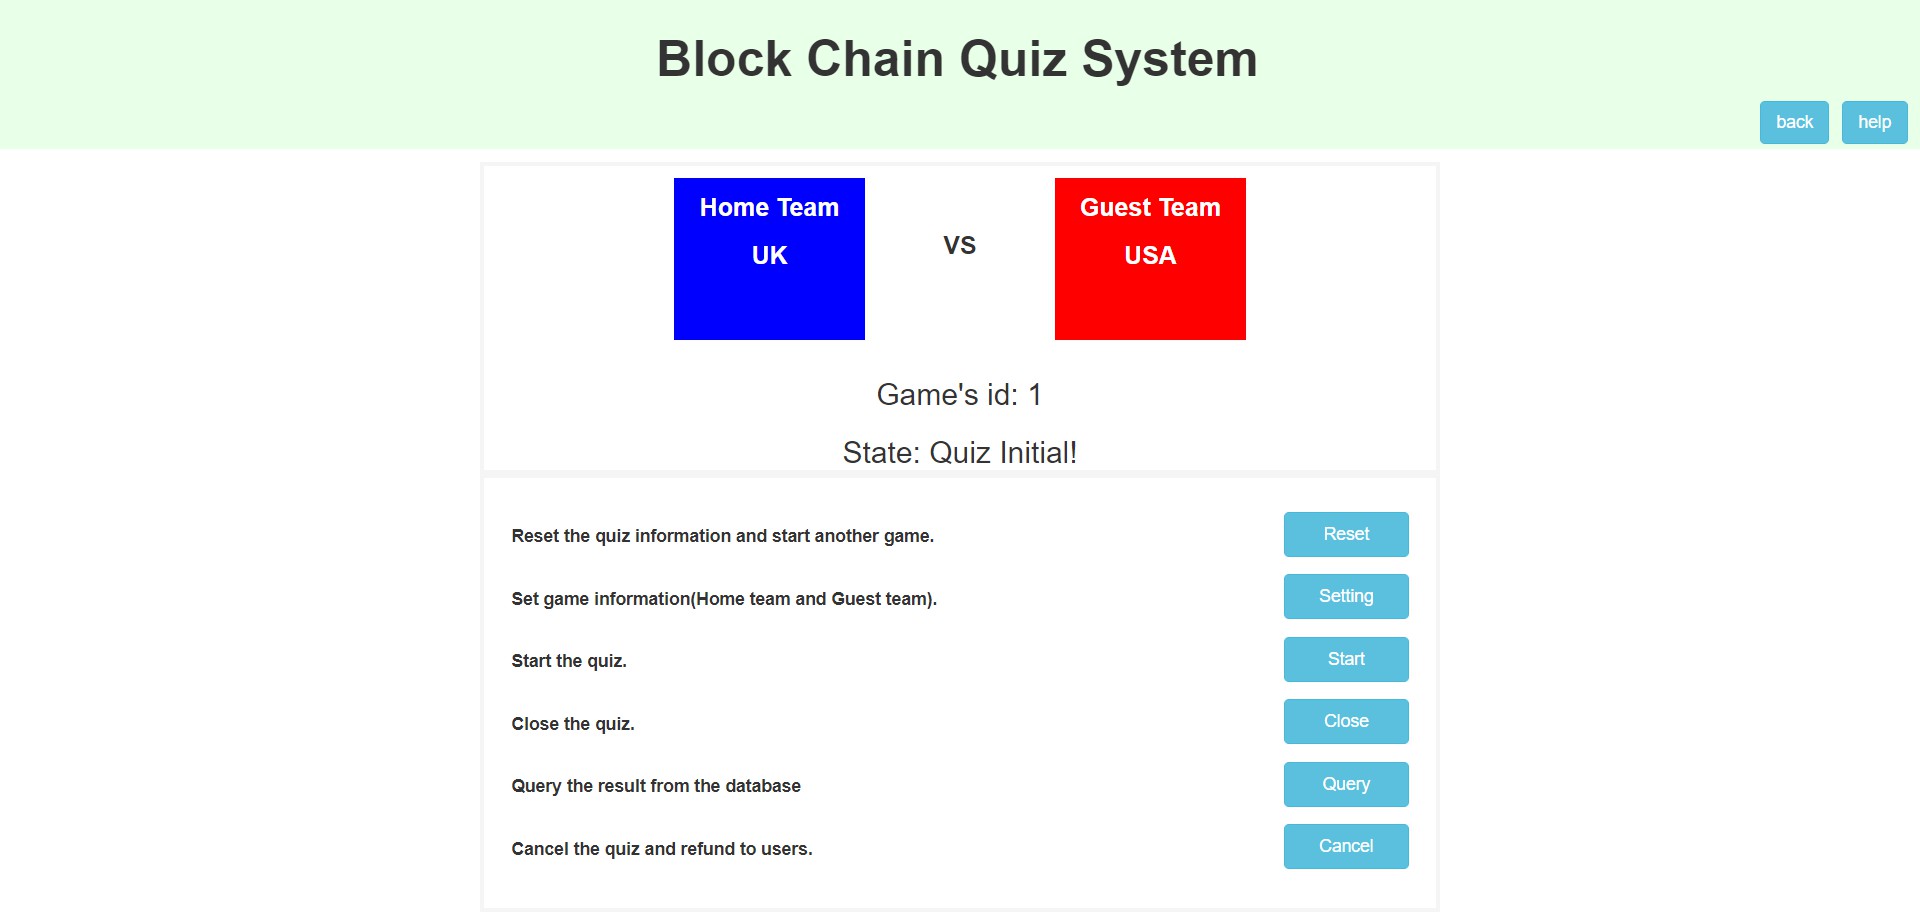 Block Chain Quiz System
back help
Home Team
UK
VS
Guest Team
USA
Game's id: 1
State: Quiz Initial!
Reset the quiz information and start another game. Reset
Set game information(Home team and Guest team). Setting
Start the quiz. Start
Close the quiz. Close
Query the result from the database Query
Cancel the quiz and refund to users. Cancel